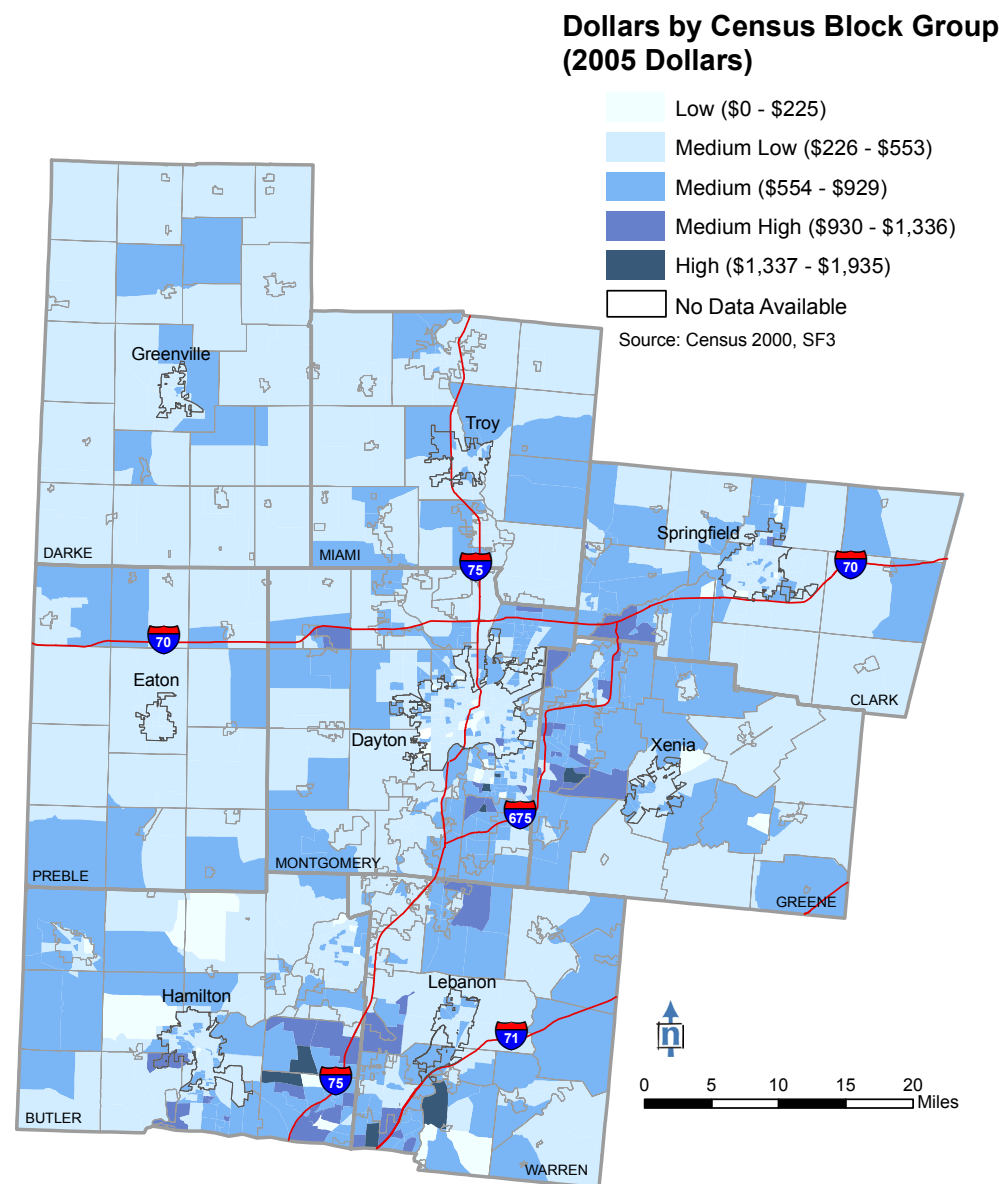 Dollars by Census Block Group
(2005 Dollars)
Low ($0 - $225)
Medium Low ($226 - $553)
Medium ($554 - $929)
Medium High ($930 - $1,336)
High ($1,337 - $1,935)
No Data Available
Source: Census 2000, SF3
Greenville
Troy
DARKE
MIAMI
75
Springfield
70
70
Eaton
CLARK
Dayton
Xenia
675
PREBLE
MONTGOMERY
GREENE
Hamilton
Lebanon
71
75
n
BUTLER
WARREN
0 5 10 15 20
Miles